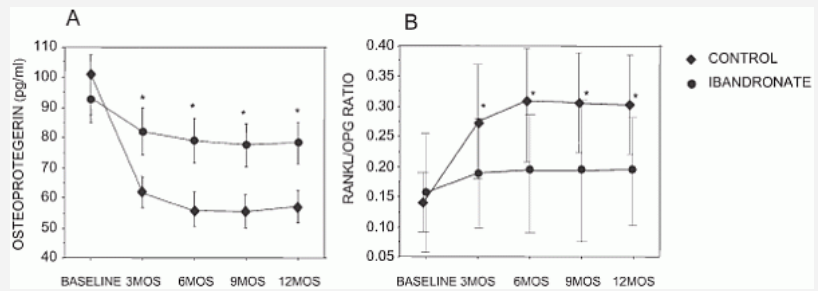 A
OSTEOPROTEGERIN (pg/ml)
110
100
90
80
70
60
50
40
* * * *
BASELINE 3MOS 6MOS 9MOS 12MOS
B
RANKL/OPG RATIO
0.40
0.35
0.30
0.25
0.20
0.15
0.10
0.05
* * * *
BASELINE 3MOS 6MOS 9MOS 12MOS
CONTROL
IBANDRONATE